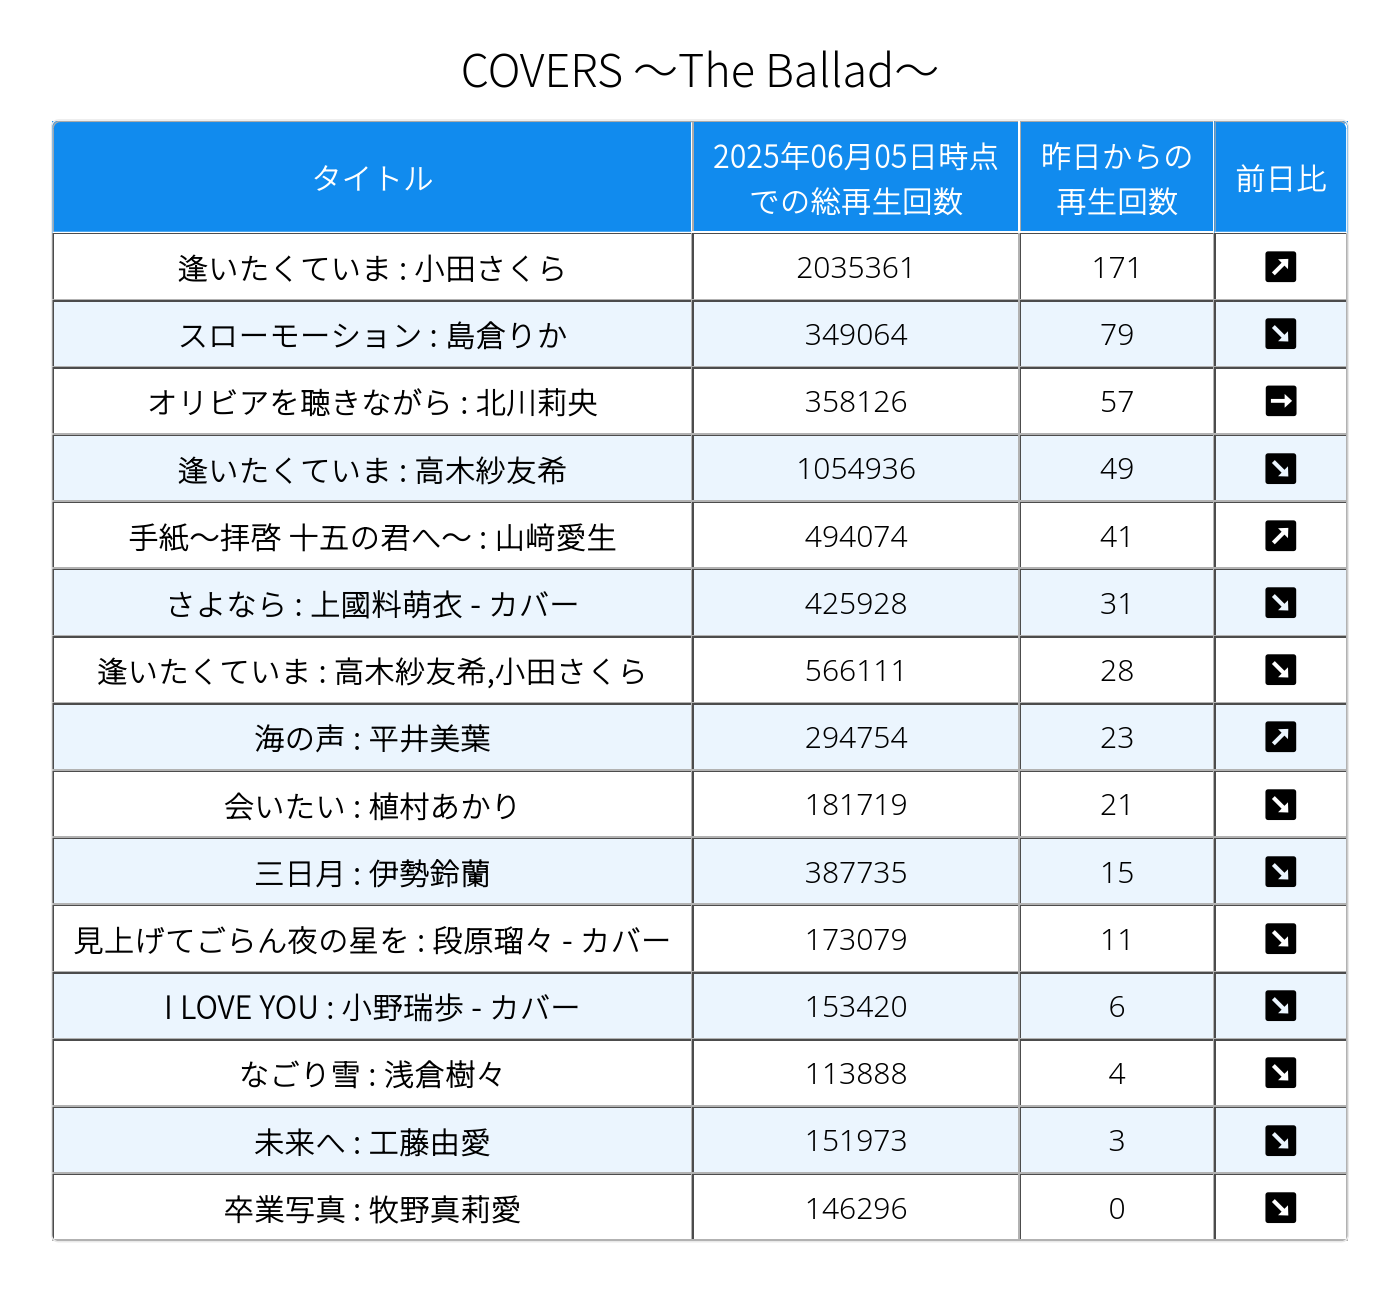 COVERS ～The Ballad～
タイトル
2025年06月05日時点
での総再生回数
昨日からの
再生回数
前日比
逢いたくていま : 小田さくら 2035361 171
スローモーション : 島倉りか 349064 79
オリビアを聴きながら : 北川莉央 358126 57
逢いたくていま : 高木紗友希 1054936 49
手紙～拝啓 十五の君へ～ : 山﨑愛生 494074 41
さよなら : 上國料萌衣 - カバー 425928 31
逢いたくていま : 高木紗友希,小田さくら 566111 28
海の声 : 平井美葉 294754 23
会いたい : 植村あかり 181719 21
三日月 : 伊勢鈴蘭 387735 15
見上げてごらん夜の星を : 段原瑠々 - カバー 173079 11
I LOVE YOU : 小野瑞歩 - カバー 153420 6
なごり雪 : 浅倉樹々 113888 4
未来へ : 工藤由愛 151973 3
卒業写真 : 牧野真莉愛 146296 0